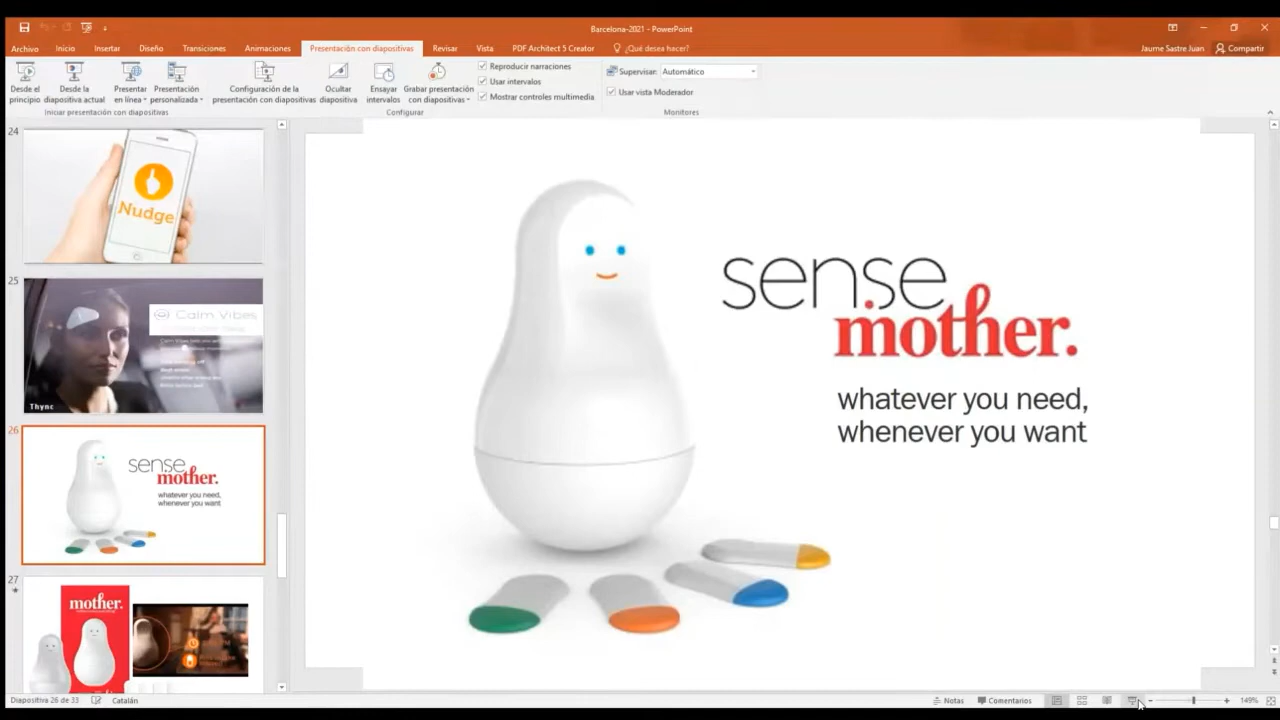 Barcelona-2021 - PowerPoint
Archivo Inicio Insertar Diseño Transiciones Animaciones Presentación con diapositivas Revisar Vista PDF Architect 5 Creator ¿Qué desea hacer? Jaume Sastre Juan Compartir
Desde el principio
Desde la diapositiva actual
Presentar en línea
Presentación personalizada
Configuración de la presentación con diapositivas
Ocultar diapositiva
Ensayar intervalos
Grabar presentación con diapositivas
Reproducir narraciones
Usar intervalos
Mostrar controles multimedia
Supervisar: Automático
Usar vista Moderador
Iniciar presentación con diapositivas Configurar Monitores
24
Nudge
25
Calm Vibes
Thync
26
sense
mother.
whatever you need,
whenever you want
27
mother.
sense
mother.
whatever you need,
whenever you want
Diapositiva 26 de 33 Catalán Notas Comentarios 149%